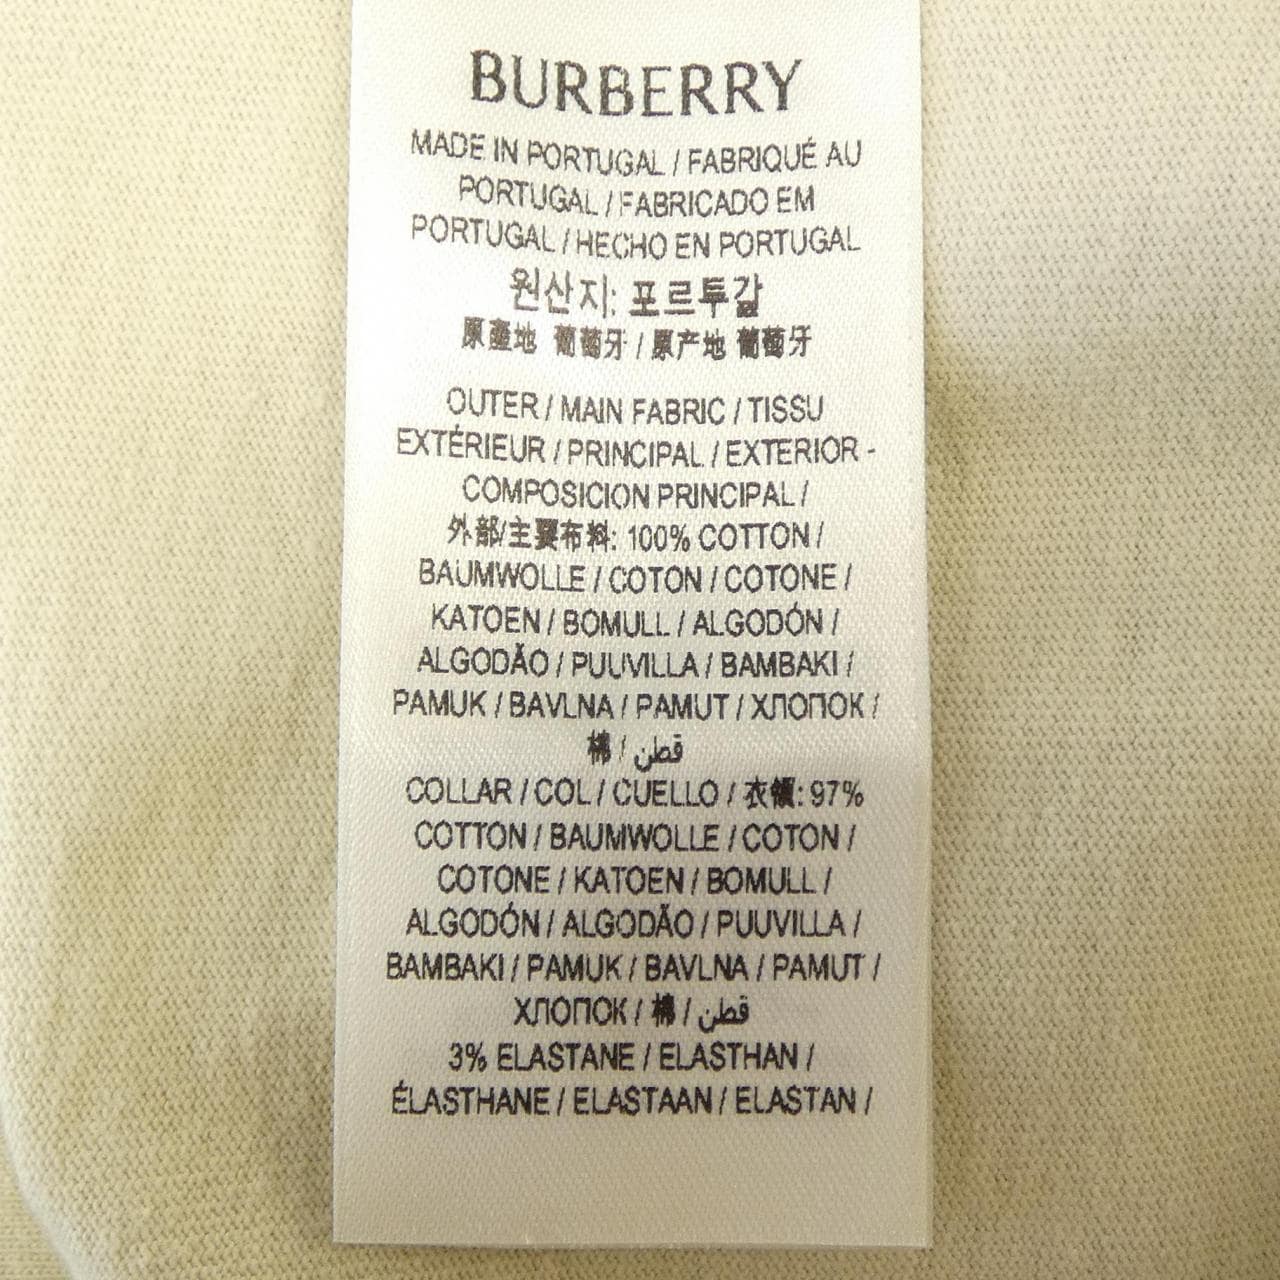 BURBERRY
MADE IN PORTUGAL / FABRIQUÉ AU
PORTUGAL / FABRICADO EM
PORTUGAL / HECHO EN PORTUGAL
원산지: 포르투갈
原產地 葡萄牙 / 原产地 葡萄牙
OUTER / MAIN FABRIC / TISSU
EXTÉRIEUR / PRINCIPAL / EXTERIOR -
COMPOSICION PRINCIPAL /
外部/主要布料: 100% COTTON /
BAUMWOLLE / COTON / COTONE /
KATOEN / BOMULL / ALGODÓN /
ALGODÃO / PUUVILLA / BAMBAKI /
PAMUK / BAVLNA / PAMUT / ХЛОПОК /
棉 / قطن
COLLAR / COL / CUELLO / 衣領: 97%
COTTON / BAUMWOLLE / COTON /
COTONE / KATOEN / BOMULL /
ALGODÓN / ALGODÃO / PUUVILLA /
BAMBAKI / PAMUK / BAVLNA / PAMUT /
ХЛОПОК / 棉 / قطن
3% ELASTANE / ELASTHAN /
ÉLASTHANE / ELASTAAN / ELASTAN /